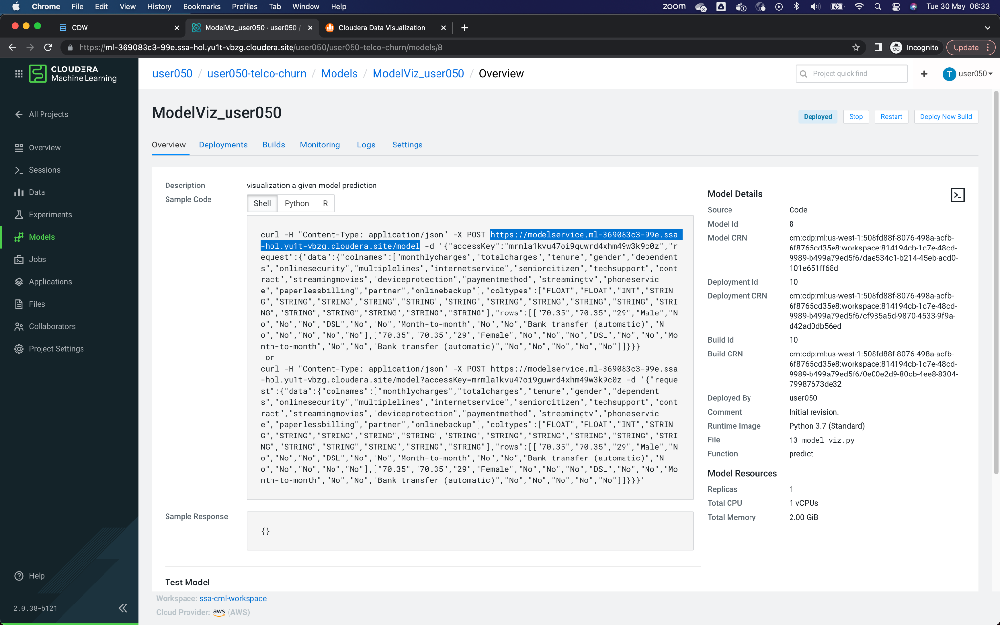 Chrome File Edit View History Bookmarks Profiles Tab Window Help zoom Tue 30 May 06:33
CDW ModelViz_user050 · user050 / Cloudera Data Visualization
https://ml-369083c3-99e.ssa-hol.yu1t-vbzg.cloudera.site/user050/user050-telco-churn/models/8 Incognito Update
CLOUDERA
Machine Learning
user050 / user050-telco-churn / Models / ModelViz_user050 / Overview
Project quick find
T user050
All Projects
Overview
Sessions
Data
Experiments
Models
Jobs
Applications
Files
Collaborators
Project Settings
Help
2.0.38-b121
ModelViz_user050
Deployed Stop Restart Deploy New Build
Overview Deployments Builds Monitoring Logs Settings
Description visualization a given model prediction
Sample Code
Shell Python R
curl -H "Content-Type: application/json" -X POST https://modelservice.ml-369083c3-99e.ssa
-hol.yu1t-vbzg.cloudera.site/model -d '{"accessKey":"mrmla1kvu47oi9guwrd4xhm49w3k9c0z","r
equest":{"data":{"colnames":["monthlycharges","totalcharges","tenure","gender","dependent
s","onlinesecurity","multiplelines","internetservice","seniorcitizen","techsupport","cont
ract","streamingmovies","deviceprotection","paymentmethod","streamingtv","phoneservic
e","paperlessbilling","partner","onlinebackup"],"coltypes":["FLOAT","FLOAT","INT","STRIN
G","STRING","STRING","STRING","STRING","STRING","STRING","STRING","STRING","STRING","STRI
NG","STRING","STRING","STRING","STRING","STRING"],"rows":[["70.35","70.35","29","Male","N
o","No","No","DSL","No","No","Month-to-month","No","No","Bank transfer (automatic)","N
o","No","No","No","No"],["70.35","70.35","29","Female","No","No","No","DSL","No","No","Mo
nth-to-month","No","No","Bank transfer (automatic)","No","No","No","No","No"]]}}}
or
curl -H "Content-Type: application/json" -X POST https://modelservice.ml-369083c3-99e.ssa
-hol.yu1t-vbzg.cloudera.site/model?accessKey=mrmla1kvu47oi9guwrd4xhm49w3k9c0z -d '{"reque
st":{"data":{"colnames":["monthlycharges","totalcharges","tenure","gender","dependent
s","onlinesecurity","multiplelines","internetservice","seniorcitizen","techsupport","cont
ract","streamingmovies","deviceprotection","paymentmethod","streamingtv","phoneservic
e","paperlessbilling","partner","onlinebackup"],"coltypes":["FLOAT","FLOAT","INT","STRIN
G","STRING","STRING","STRING","STRING","STRING","STRING","STRING","STRING","STRING","STRI
NG","STRING","STRING","STRING","STRING","STRING"],"rows":[["70.35","70.35","29","Male","N
o","No","No","DSL","No","No","Month-to-month","No","No","Bank transfer (automatic)","N
o","No","No","No","No"],["70.35","70.35","29","Female","No","No","No","DSL","No","No","Mo
nth-to-month","No","No","Bank transfer (automatic)","No","No","No","No","No"]]}}}'
Sample Response
{}
Test Model
Model Details
Source Code
Model Id 8
Model CRN crn:cdp:ml:us-west-1:508fd88f-8076-498a-acfb-
6f8765cd35e8:workspace:814194cb-1c7e-48cd-
9989-b499a79ed5f6/dae534c1-b214-45eb-acd0-
101e651ff68d
Deployment Id 10
Deployment CRN crn:cdp:ml:us-west-1:508fd88f-8076-498a-acfb-
6f8765cd35e8:workspace:814194cb-1c7e-48cd-
9989-b499a79ed5f6/cf985a5d-9870-4533-9f9a-
d42ad0db56ed
Build Id 10
Build CRN crn:cdp:ml:us-west-1:508fd88f-8076-498a-acfb-
6f8765cd35e8:workspace:814194cb-1c7e-48cd-
9989-b499a79ed5f6/0e00e2d9-80cb-4ee8-8304-
79987673de32
Deployed By user050
Comment Initial revision.
Runtime Image Python 3.7 (Standard)
File 13_model_viz.py
Function predict
Model Resources
Replicas 1
Total CPU 1 vCPUs
Total Memory 2.00 GiB
Workspace: ssa-cml-workspace
Cloud Provider: aws (AWS)